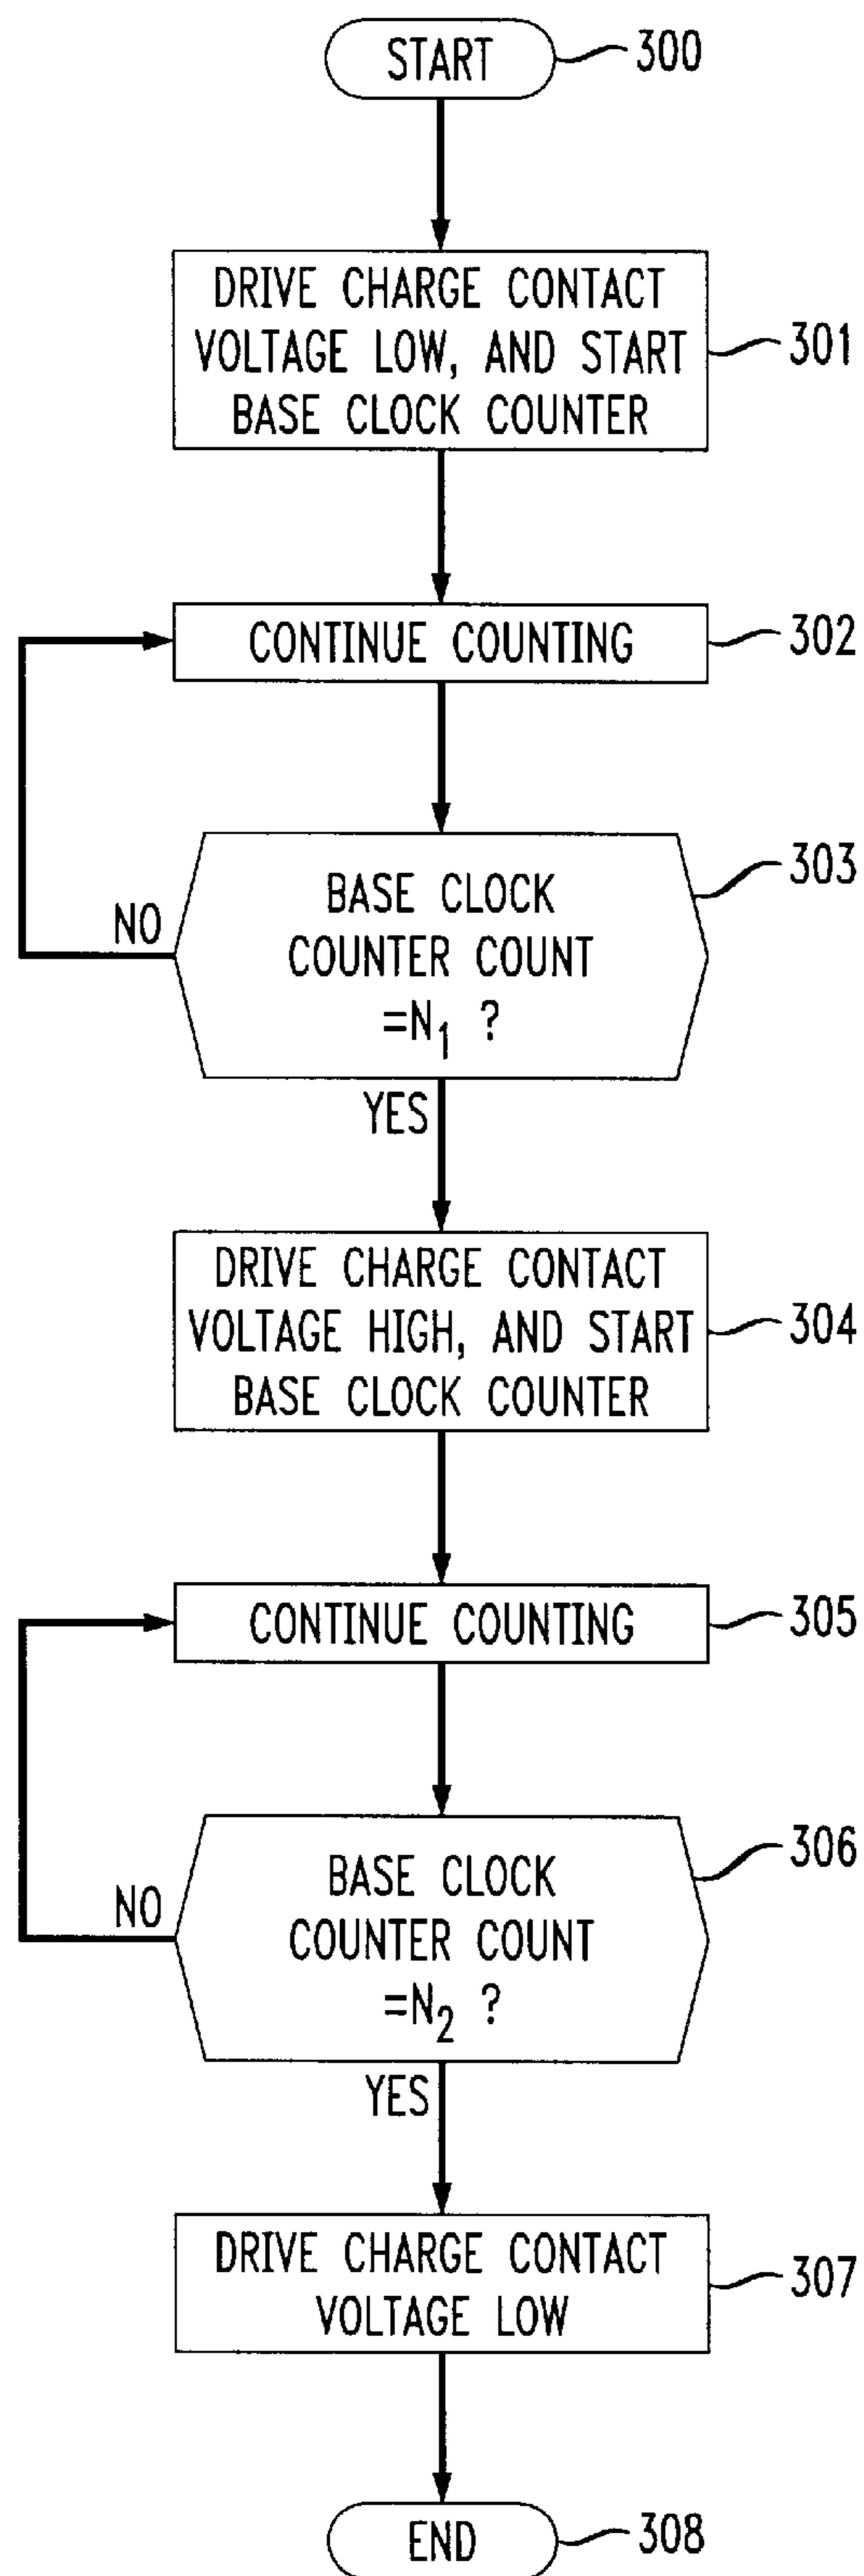 START
300
DRIVE CHARGE CONTACT
VOLTAGE LOW, AND START
BASE CLOCK COUNTER
301
CONTINUE COUNTING
302
BASE CLOCK
COUNTER COUNT
=N1 ?
303
NO
YES
DRIVE CHARGE CONTACT
VOLTAGE HIGH, AND START
BASE CLOCK COUNTER
304
CONTINUE COUNTING
305
BASE CLOCK
COUNTER COUNT
=N2 ?
306
NO
YES
DRIVE CHARGE CONTACT
VOLTAGE LOW
307
END
308